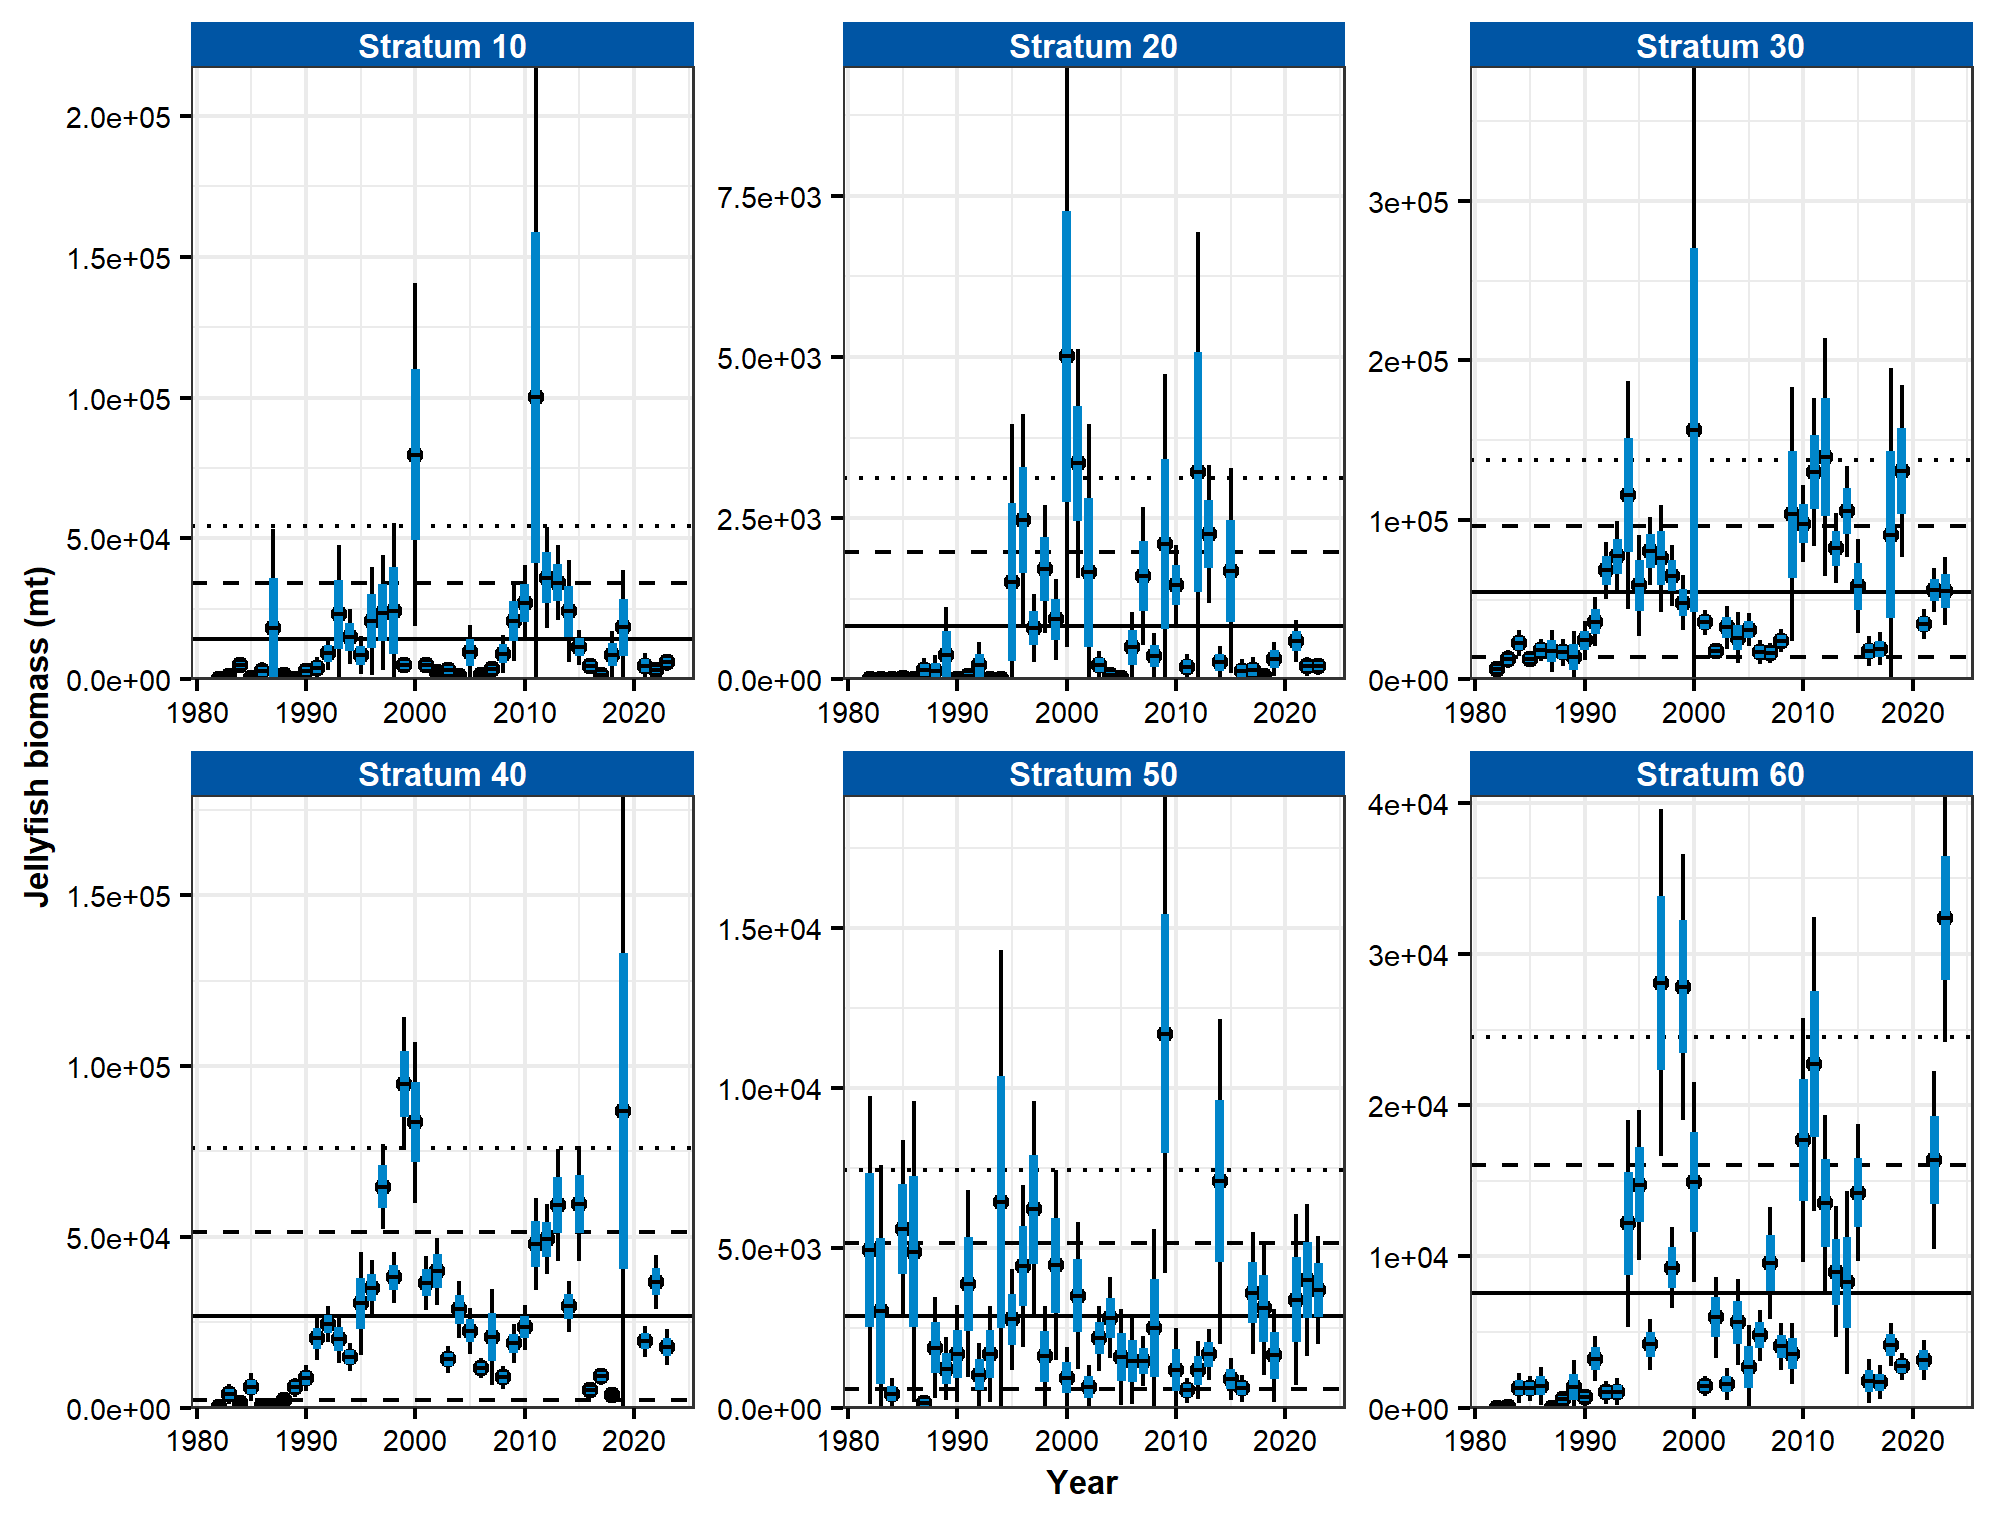 Stratum 10
Stratum 20
Stratum 30
2.0e+05
1.5e+05
1.0e+05
5.0e+04
0.0e+00
7.5e+03
5.0e+03
2.5e+03
0.0e+00
3e+05
2e+05
1e+05
0e+00
1980 1990 2000 2010 2020
1980 1990 2000 2010 2020
1980 1990 2000 2010 2020
Jellyfish biomass (mt)
Stratum 40
Stratum 50
Stratum 60
1.5e+05
1.0e+05
5.0e+04
0.0e+00
1.5e+04
1.0e+04
5.0e+03
0.0e+00
4e+04
3e+04
2e+04
1e+04
0e+00
1980 1990 2000 2010 2020
1980 1990 2000 2010 2020
1980 1990 2000 2010 2020
Year